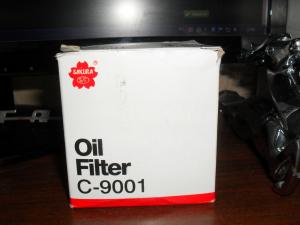 SAKURA
Oil
Filter
C-9001